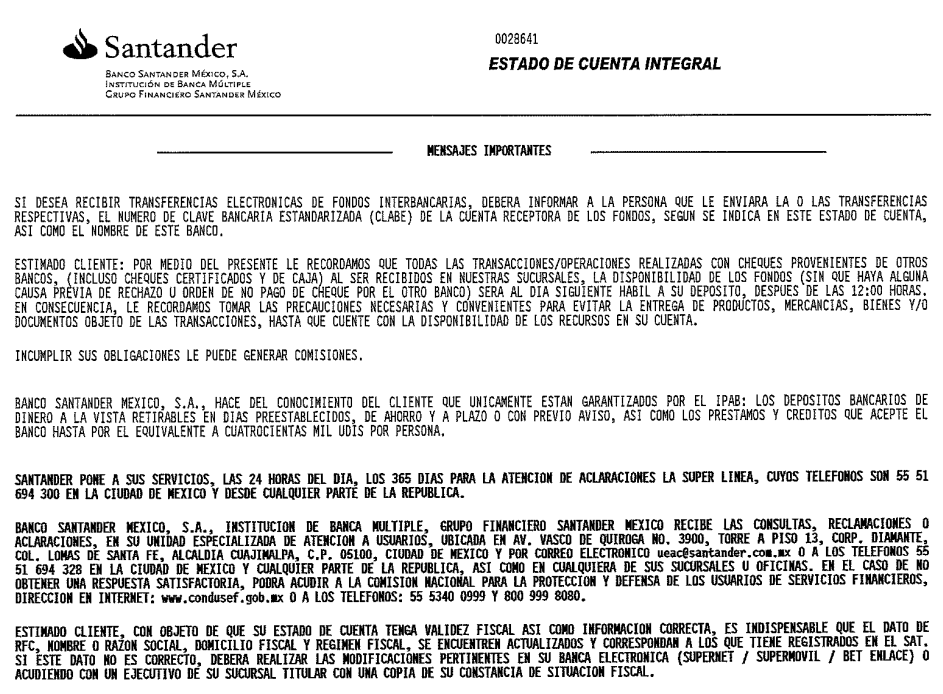 Santander
BANCO SANTANDER MÉXICO, S.A.
INSTITUCIÓN DE BANCA MÚLTIPLE
GRUPO FINANCIERO SANTANDER MÉXICO
0028641
ESTADO DE CUENTA INTEGRAL
MENSAJES IMPORTANTES
SI DESEA RECIBIR TRANSFERENCIAS ELECTRONICAS DE FONDOS INTERBANCARIAS, DEBERA INFORMAR A LA PERSONA QUE LE ENVIARA LA O LAS TRANSFERENCIAS
RESPECTIVAS, EL NUMERO DE CLAVE BANCARIA ESTANDARIZADA (CLABE) DE LA CUENTA RECEPTORA DE LOS FONDOS, SEGUN SE INDICA EN ESTE ESTADO DE CUENTA,
ASI COMO EL NOMBRE DE ESTE BANCO.
ESTIMADO CLIENTE: POR MEDIO DEL PRESENTE LE RECORDAMOS QUE TODAS LAS TRANSACCIONES/OPERACIONES REALIZADAS CON CHEQUES PROVENIENTES DE OTROS
BANCOS, (INCLUSO CHEQUES CERTIFICADOS Y DE CAJA) AL SER RECIBIDOS EN NUESTRAS SUCURSALES, LA DISPONIBILIDAD DE LOS FONDOS (SIN QUE HAYA ALGUNA
CAUSA PREVIA DE RECHAZO U ORDEN DE NO PAGO DE CHEQUE POR EL OTRO BANCO) SERA AL DIA SIGUIENTE HABIL A SU DEPOSITO, DESPUES DE LAS 12:00 HORAS.
EN CONSECUENCIA, LE RECORDAMOS TOMAR LAS PRECAUCIONES NECESARIAS Y CONVENIENTES PARA EVITAR LA ENTREGA DE PRODUCTOS, MERCANCIAS, BIENES Y/O
DOCUMENTOS OBJETO DE LAS TRANSACCIONES, HASTA QUE CUENTE CON LA DISPONIBILIDAD DE LOS RECURSOS EN SU CUENTA.
INCUMPLIR SUS OBLIGACIONES LE PUEDE GENERAR COMISIONES.
BANCO SANTANDER MEXICO, S.A., HACE DEL CONOCIMIENTO DEL CLIENTE QUE UNICAMENTE ESTAN GARANTIZADOS POR EL IPAB: LOS DEPOSITOS BANCARIOS DE
DINERO A LA VISTA RETIRABLES EN DIAS PREESTABLECIDOS, DE AHORRO Y A PLAZO O CON PREVIO AVISO, ASI COMO LOS PRESTAMOS Y CREDITOS QUE ACEPTE EL
BANCO HASTA POR EL EQUIVALENTE A CUATROCIENTAS MIL UDIS POR PERSONA.
SANTANDER PONE A SUS SERVICIOS, LAS 24 HORAS DEL DIA, LOS 365 DIAS PARA LA ATENCION DE ACLARACIONES LA SUPER LINEA, CUYOS TELEFONOS SON 55 51
694 300 EN LA CIUDAD DE MEXICO Y DESDE CUALQUIER PARTE DE LA REPUBLICA.
BANCO SANTANDER MEXICO, S.A., INSTITUCION DE BANCA MULTIPLE, GRUPO FINANCIERO SANTANDER MEXICO RECIBE LAS CONSULTAS, RECLAMACIONES O
ACLARACIONES, EN SU UNIDAD ESPECIALIZADA DE ATENCION A USUARIOS, UBICADA EN AV. VASCO DE QUIROGA NO. 3900, TORRE A PISO 13, CORP. DIAMANTE,
COL. LOMAS DE SANTA FE, ALCALDIA CUAJIMALPA, C.P. 05100, CIUDAD DE MEXICO Y POR CORREO ELECTRONICO ueac@santander.com.mx O A LOS TELEFONOS 55
51 694 328 EN LA CIUDAD DE MEXICO Y CUALQUIER PARTE DE LA REPUBLICA, ASI COMO EN CUALQUIERA DE SUS SUCURSALES U OFICINAS. EN EL CASO DE NO
OBTENER UNA RESPUESTA SATISFACTORIA, PODRA ACUDIR A LA COMISION NACIONAL PARA LA PROTECCION Y DEFENSA DE LOS USUARIOS DE SERVICIOS FINANCIEROS,
DIRECCION EN INTERNET: www.condusef.gob.mx O A LOS TELEFONOS: 55 5340 0999 Y 800 999 8080.
ESTIMADO CLIENTE, CON OBJETO DE QUE SU ESTADO DE CUENTA TENGA VALIDEZ FISCAL ASI COMO INFORMACION CORRECTA, ES INDISPENSABLE QUE EL DATO DE
RFC, NOMBRE O RAZON SOCIAL, DOMICILIO FISCAL Y REGIMEN FISCAL, SE ENCUENTREN ACTUALIZADOS Y CORRESPONDAN A LOS QUE TIENE REGISTRADOS EN EL SAT.
SI ESTE DATO NO ES CORRECTO, DEBERA REALIZAR LAS MODIFICACIONES PERTINENTES EN SU BANCA ELECTRONICA (SUPERNET / SUPERMOVIL / BET ENLACE) O
ACUDIENDO CON UN EJECUTIVO DE SU SUCURSAL TITULAR CON UNA COPIA DE SU CONSTANCIA DE SITUACION FISCAL.